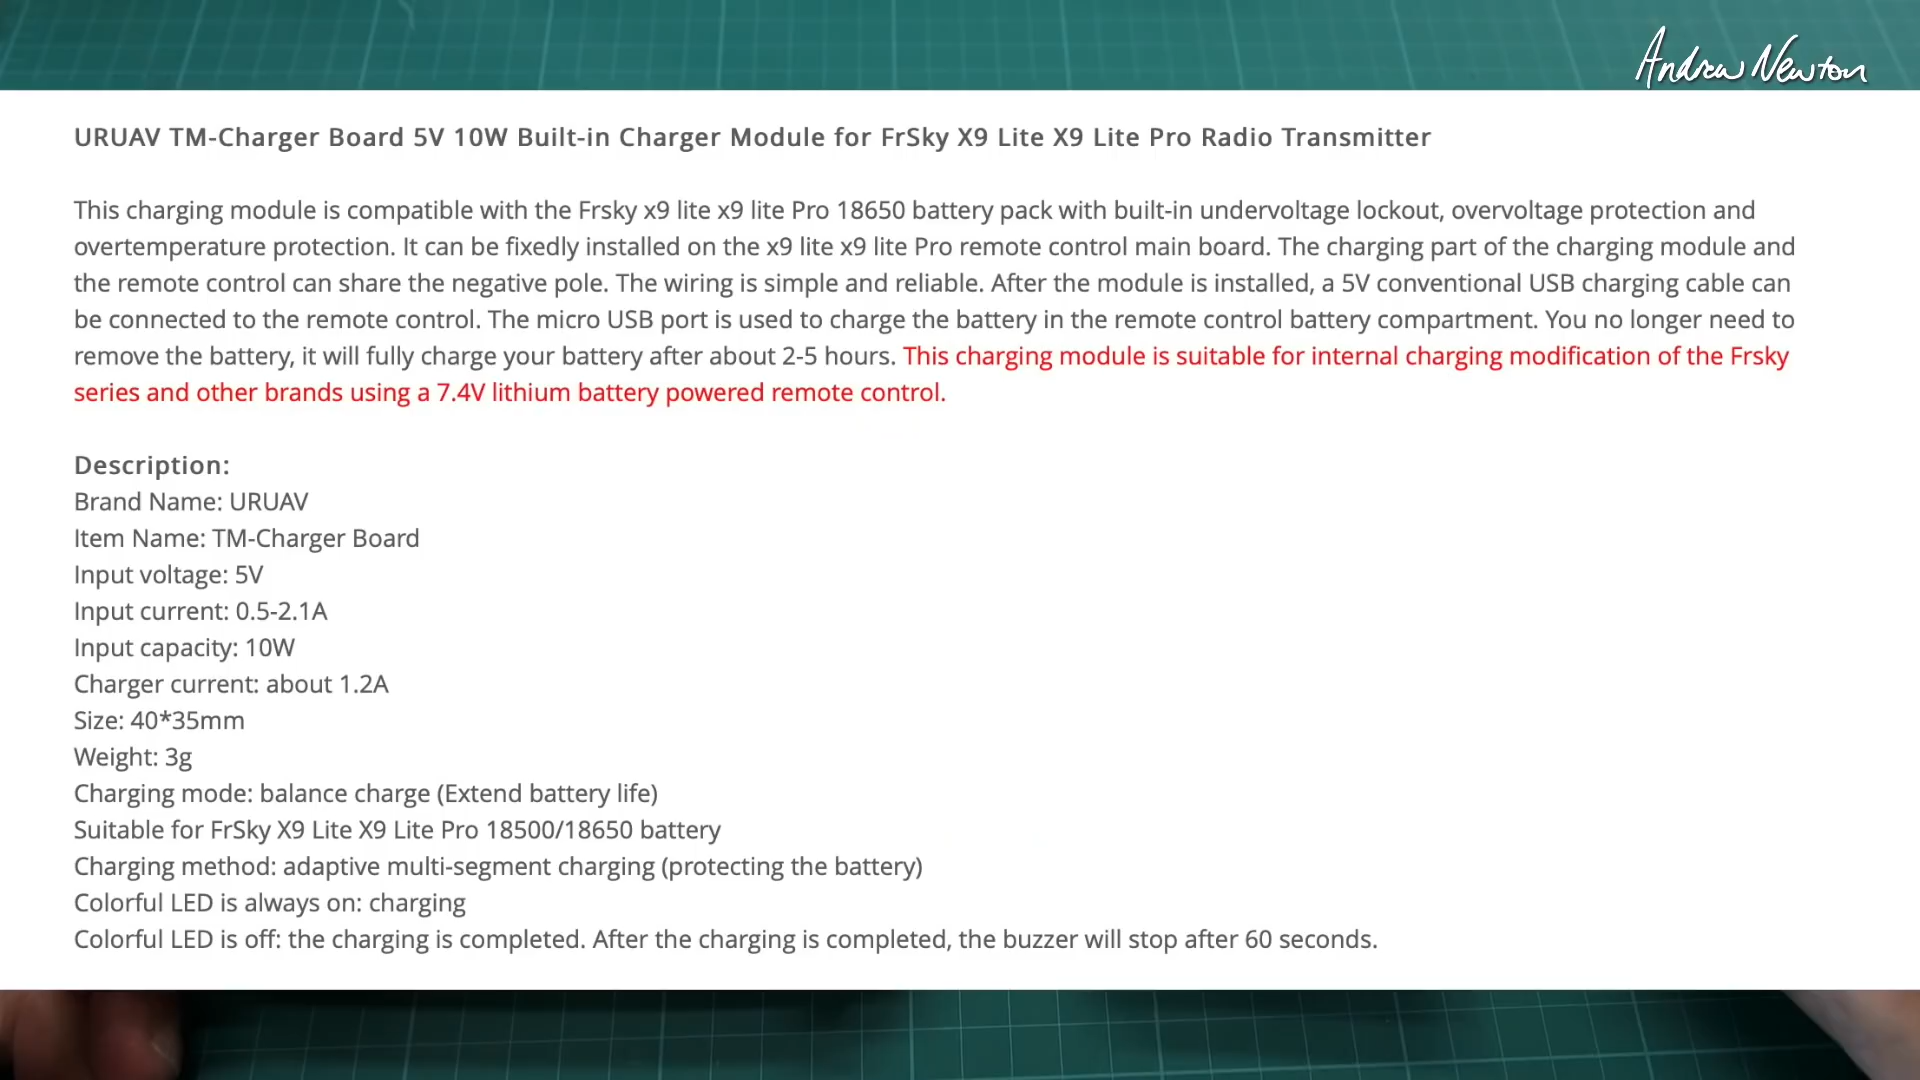 Andrew Newton
URUAV TM-Charger Board 5V 10W Built-in Charger Module for FrSky X9 Lite X9 Lite Pro Radio Transmitter
This charging module is compatible with the Frsky x9 lite x9 lite Pro 18650 battery pack with built-in undervoltage lockout, overvoltage protection and
overtemperature protection. It can be fixedly installed on the x9 lite x9 lite Pro remote control main board. The charging part of the charging module and
the remote control can share the negative pole. The wiring is simple and reliable. After the module is installed, a 5V conventional USB charging cable can
be connected to the remote control. The micro USB port is used to charge the battery in the remote control battery compartment. You no longer need to
remove the battery, it will fully charge your battery after about 2-5 hours. This charging module is suitable for internal charging modification of the Frsky
series and other brands using a 7.4V lithium battery powered remote control.
Description:
Brand Name: URUAV
Item Name: TM-Charger Board
Input voltage: 5V
Input current: 0.5-2.1A
Input capacity: 10W
Charger current: about 1.2A
Size: 40*35mm
Weight: 3g
Charging mode: balance charge (Extend battery life)
Suitable for FrSky X9 Lite X9 Lite Pro 18500/18650 battery
Charging method: adaptive multi-segment charging (protecting the battery)
Colorful LED is always on: charging
Colorful LED is off: the charging is completed. After the charging is completed, the buzzer will stop after 60 seconds.